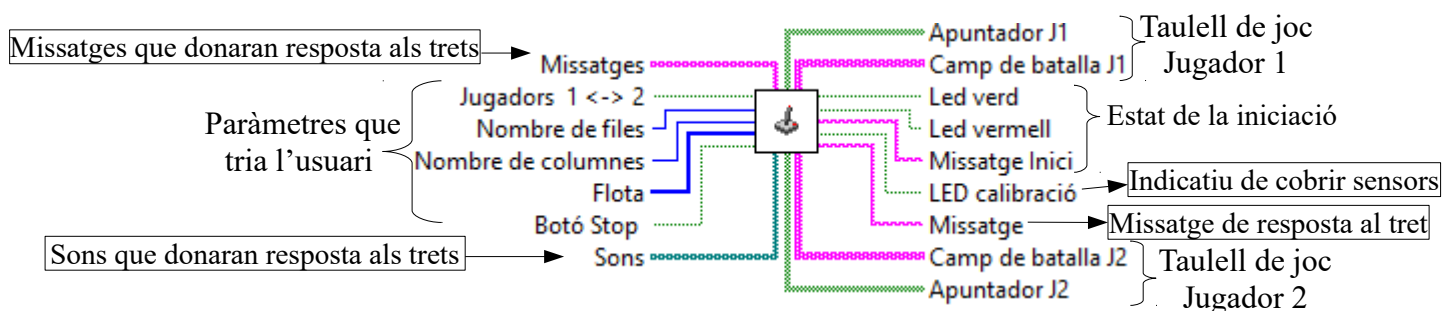 Missatges que donaran resposta als trets
Missatges
Jugadors 1 <-> 2
Nombre de files
Nombre de columnes
Flota
Botó Stop
Sons
Paràmetres que
tria l’usuari
Sons que donaran resposta als trets
Apuntador J1
Camp de batalla J1
Led verd
Led vermell
Missatge Inici
LED calibració
Missatge
Camp de batalla J2
Apuntador J2
Taulell de joc
Jugador 1
Estat de la iniciació
Indicatiu de cobrir sensors
Missatge de resposta al tret
Taulell de joc
Jugador 2